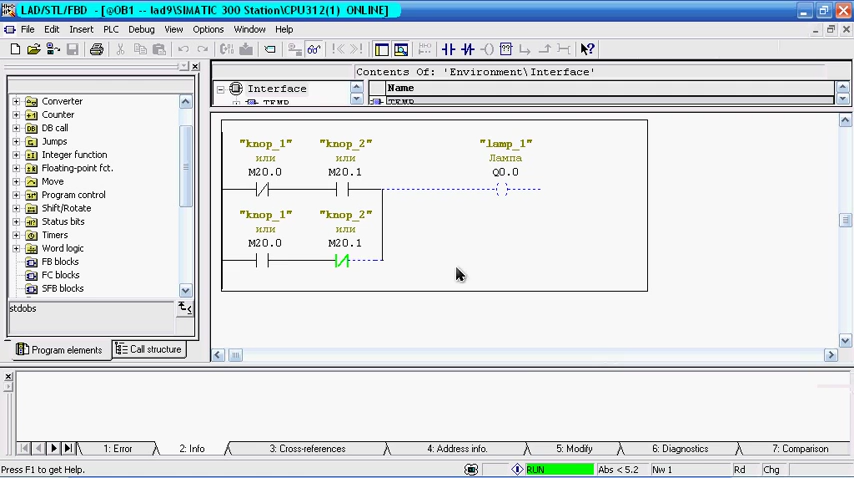 LAD/STL/FBD - [@OB1 -- lad9\SIMATIC 300 Station\CPU312(1) ONLINE]
File Edit Insert PLC Debug View Options Window Help
Contents Of: 'Environment\Interface'
Interface
Name
TEMP
TEMP
Converter
Counter
DB call
Jumps
Integer function
Floating-point fct.
Move
Program control
Shift/Rotate
Status bits
Timers
Word logic
FB blocks
FC blocks
SFB blocks
stdobs
Program elements
Call structure
"knop_1" "knop_2" "lamp_1"
или или Лампа
M20.0 M20.1 Q0.0
"knop_1" "knop_2"
или или
M20.0 M20.1
1: Error 2: Info 3: Cross-references 4: Address info. 5: Modify 6: Diagnostics 7: Comparison
Press F1 to get Help.
RUN Abs < 5.2 Nw 1 Rd Chg